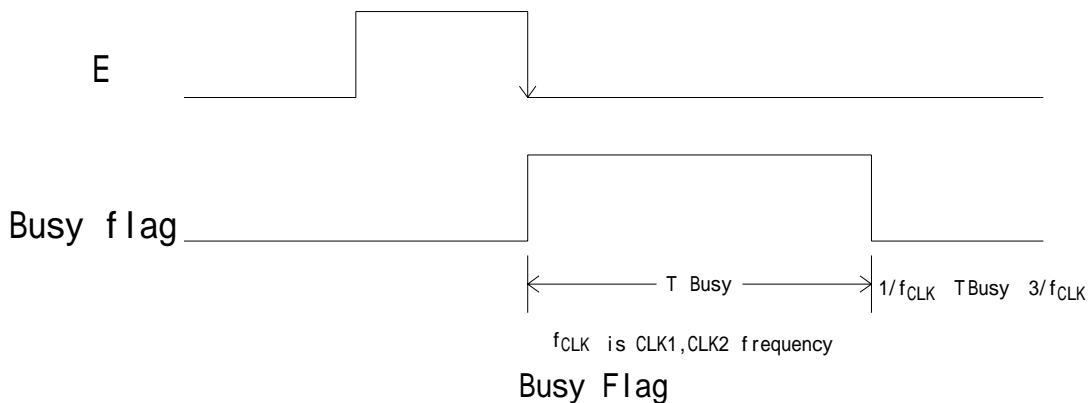 E
Busy flag
T Busy
1/fCLK TBusy 3/fCLK
fCLK is CLK1,CLK2 frequency
Busy Flag